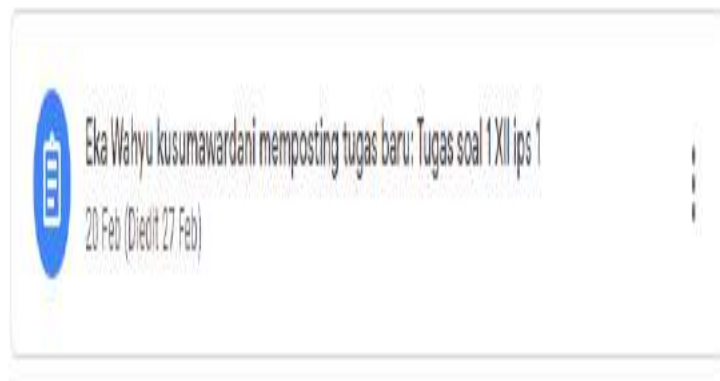 Eka Wahyu kusumawardani memposting tugas baru: Tugas soal 1 XII ips 1
20 Feb (Diedit 27 Feb)